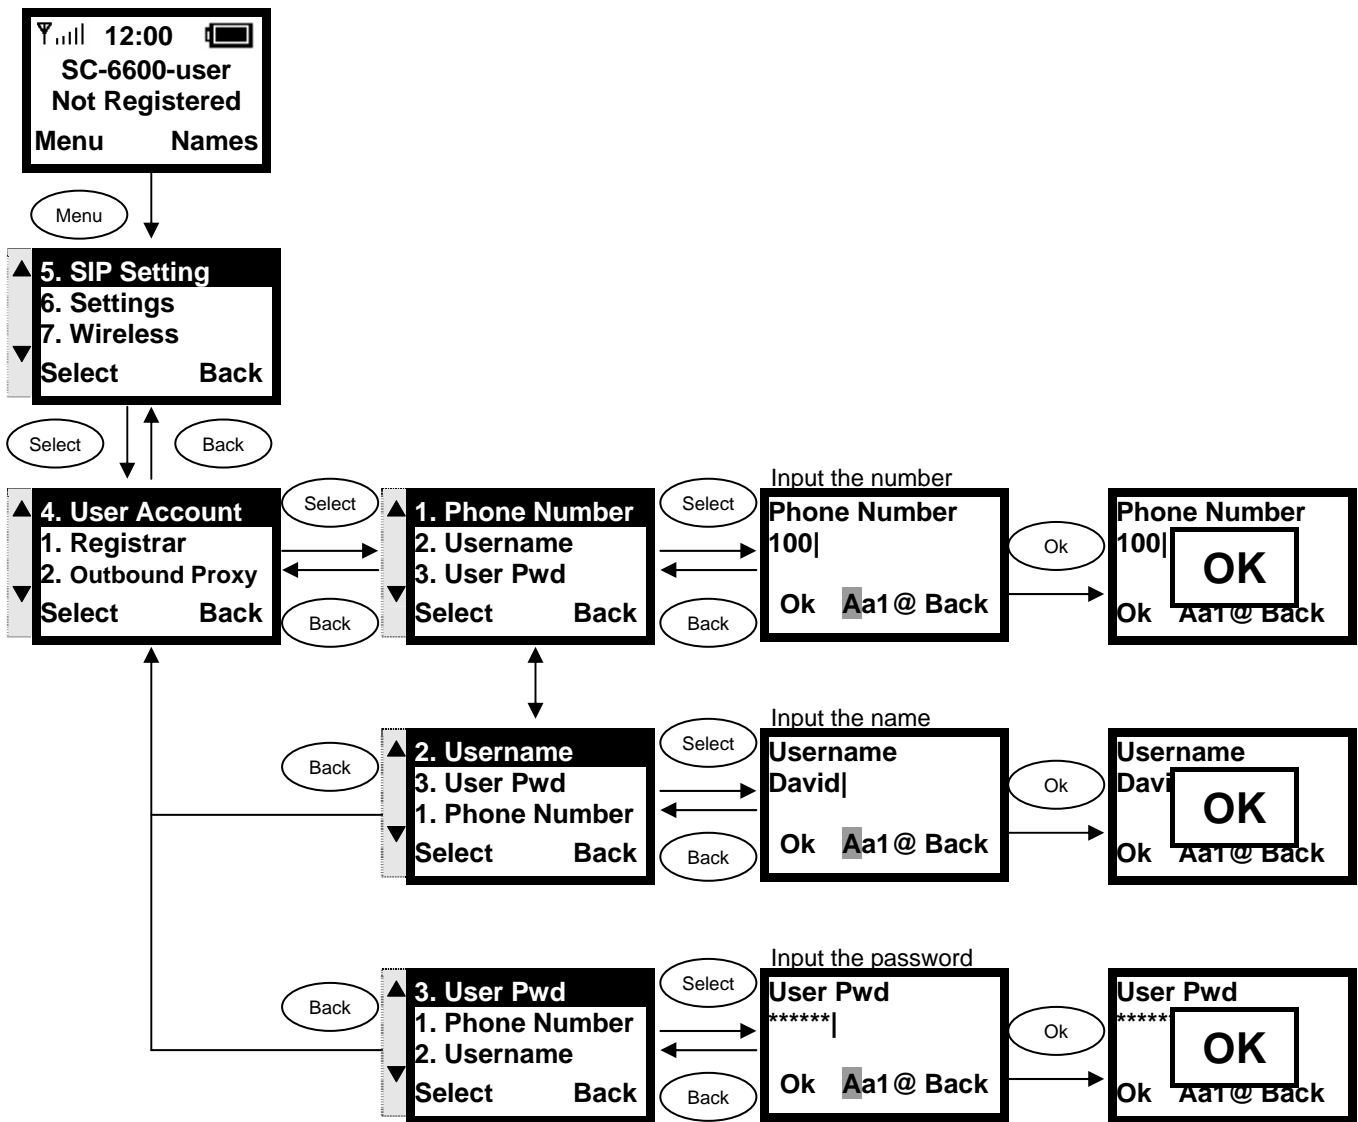 12:00
SC-6600-user
Not Registered
Menu Names
Menu
5. SIP Setting
6. Settings
7. Wireless
Select Back
Select
Back
4. User Account
1. Registrar
2. Outbound Proxy
Select Back
Select
Back
1. Phone Number
2. Username
3. User Pwd
Select Back
Select
Back
Input the number
Phone Number
100|
Ok Aa1@ Back
Ok
Phone Number
100|
OK
Ok Aa1@ Back
Back
2. Username
3. User Pwd
1. Phone Number
Select Back
Select
Back
Input the name
Username
David|
Ok Aa1@ Back
Ok
Username
Davi
OK
Ok Aa1@ Back
Back
3. User Pwd
1. Phone Number
2. Username
Select Back
Select
Back
Input the password
User Pwd
******|
Ok Aa1@ Back
Ok
User Pwd
*****
OK
Ok Aa1@ Back